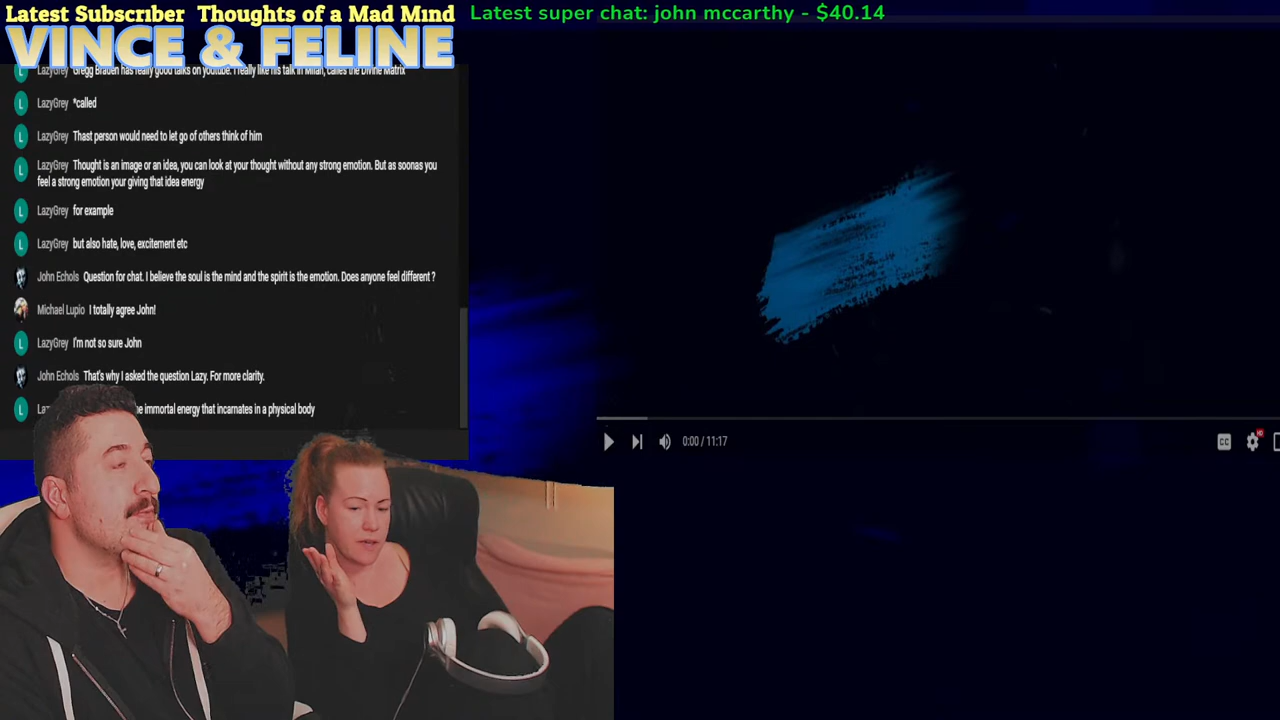 Latest Subscriber Thoughts of a Mad Mind
Latest super chat: john mccarthy - $40.14
VINCE & FELINE
LazyGrey Gregg Braden has really good talks on youtube. I really like his talk in Milan, calles the Divine Matrix
L LazyGrey *called
L LazyGrey Thast person would need to let go of others think of him
L LazyGrey Thought is an image or an idea, you can look at your thought without any strong emotion. But as soonas you
feel a strong emotion your giving that idea energy
L LazyGrey for example
L LazyGrey but also hate, love, excitement etc
John Echols Question for chat. I believe the soul is the mind and the spirit is the emotion. Does anyone feel different ?
Michael Lupio I totally agree John!
L LazyGrey I'm not so sure John
John Echols That's why I asked the question Lazy. For more clarity.
L immortal energy that incarnates in a physical body
0:00 / 11:17
CC
HD